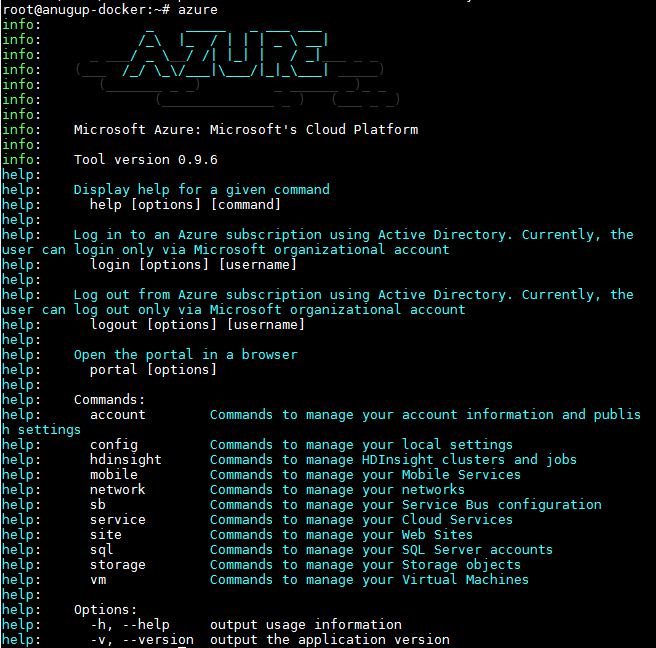 root@anugup-docker:~# azure
info:             _    _____   _ ___ ___
info:            /_\  |_  / | | | _ \ __|
info:      _ ___/ _ \__/ /| |_| |   / _|___ _ _
info:    (___  /_/ \_\/___|\___/|_|_\___| _____)
info:       (_______ _ _)         _ ______ _)_ _
info:              (______________ _ )   (___ _ _)
info:
info:    Microsoft Azure: Microsoft's Cloud Platform
info:
info:    Tool version 0.9.6
help:
help:    Display help for a given command
help:      help [options] [command]
help:
help:    Log in to an Azure subscription using Active Directory. Currently, the
user can login only via Microsoft organizational account
help:      login [options] [username]
help:
help:    Log out from Azure subscription using Active Directory. Currently, the
user can log out only via Microsoft organizational account
help:      logout [options] [username]
help:
help:    Open the portal in a browser
help:      portal [options]
help:
help:    Commands:
help:      account        Commands to manage your account information and publis
h settings
help:      config         Commands to manage your local settings
help:      hdinsight      Commands to manage HDInsight clusters and jobs
help:      mobile         Commands to manage your Mobile Services
help:      network        Commands to manage your networks
help:      sb             Commands to manage your Service Bus configuration
help:      service        Commands to manage your Cloud Services
help:      site           Commands to manage your Web Sites
help:      sql            Commands to manage your SQL Server accounts
help:      storage        Commands to manage your Storage objects
help:      vm             Commands to manage your Virtual Machines
help:
help:    Options:
help:      -h, --help     output usage information
help:      -v, --version  output the application version